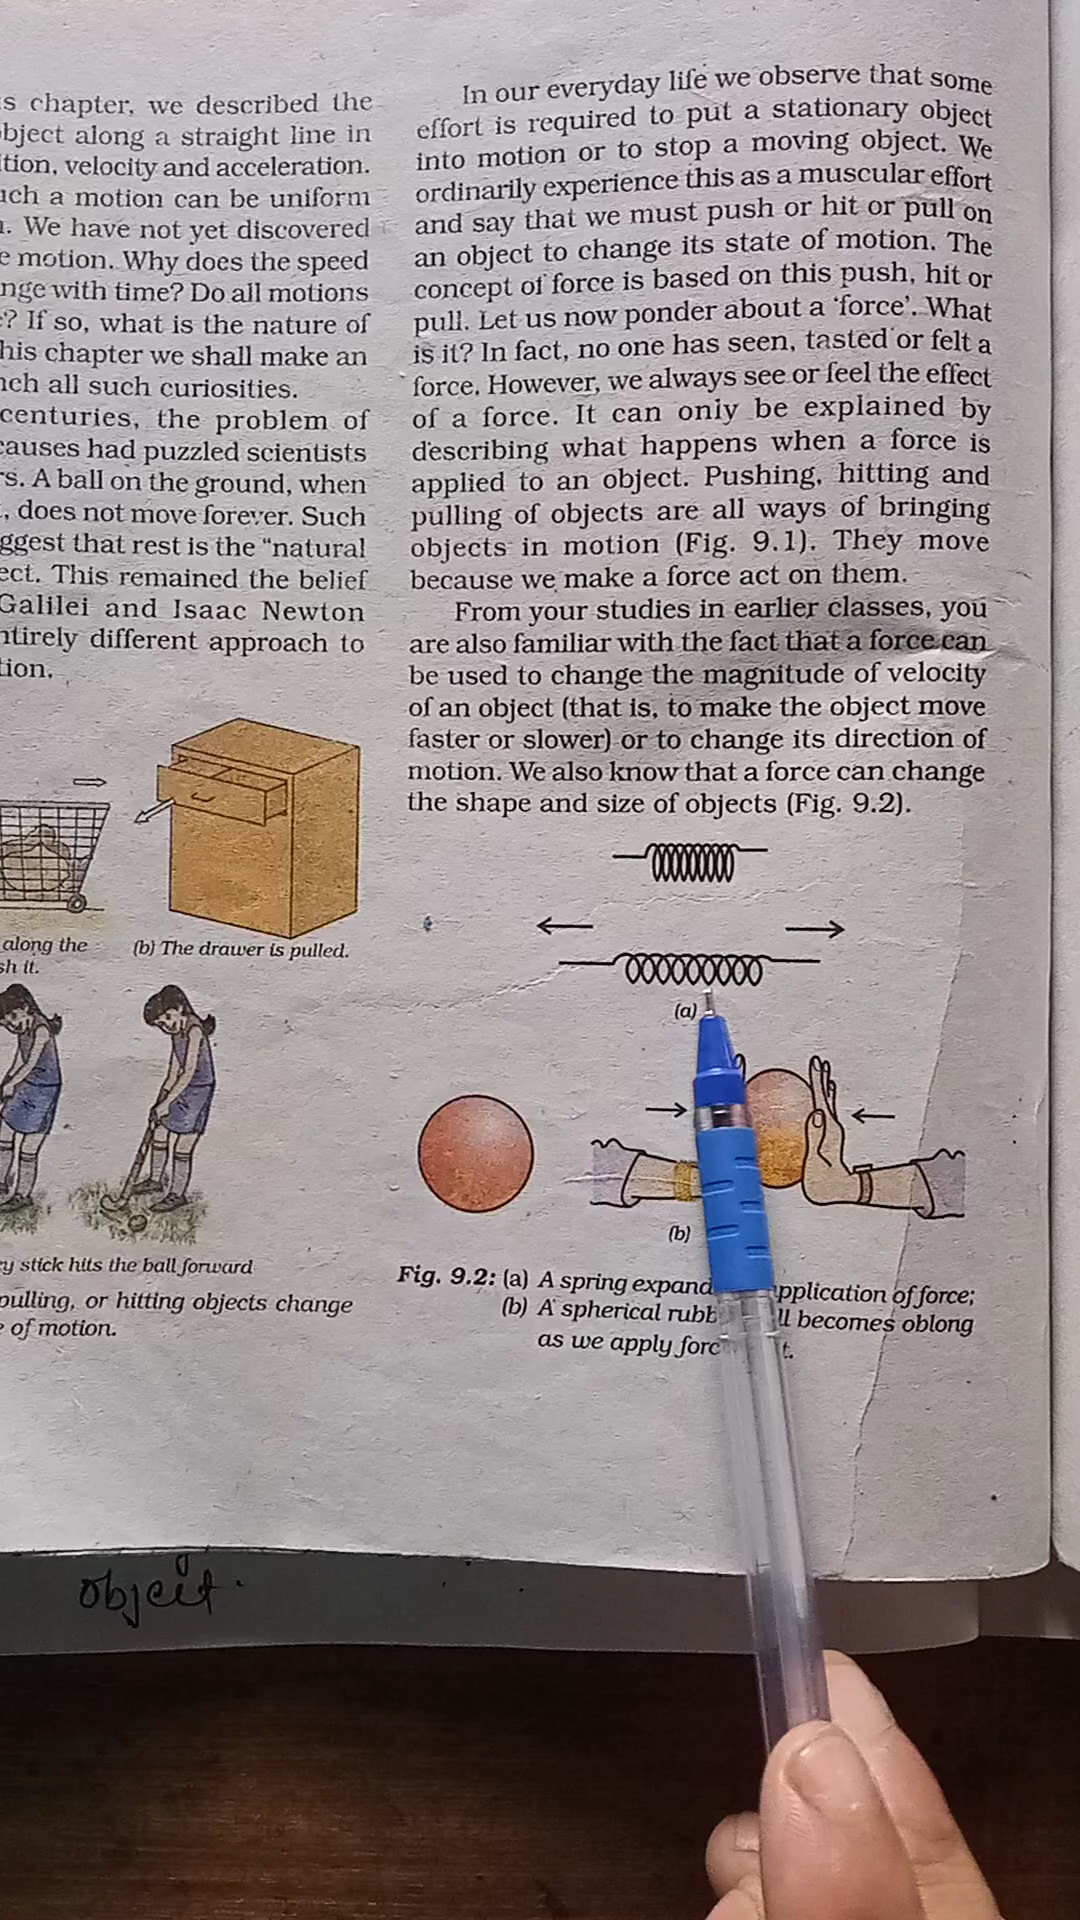 s chapter, we described the
bject along a straight line in
tion, velocity and acceleration.
ch a motion can be uniform
. We have not yet discovered
e motion. Why does the speed
nge with time? Do all motions
? If so, what is the nature of
his chapter we shall make an
ch all such curiosities.
centuries, the problem of
causes had puzzled scientists
rs. A ball on the ground, when
, does not move forever. Such
ggest that rest is the “natural
ect. This remained the belief
Galilei and Isaac Newton
ntirely different approach to
tion.
along the
sh it.
(b) The drawer is pulled.
ey stick hits the ball forward
pulling, or hitting objects change
e of motion.
In our everyday life we observe that some
effort is required to put a stationary object
into motion or to stop a moving object. We
ordinarily experience this as a muscular effort
and say that we must push or hit or pull on
an object to change its state of motion. The
concept of force is based on this push, hit or
pull. Let us now ponder about a ‘force’. What
is it? In fact, no one has seen, tasted or felt a
force. However, we always see or feel the effect
of a force. It can only be explained by
describing what happens when a force is
applied to an object. Pushing, hitting and
pulling of objects are all ways of bringing
objects in motion (Fig. 9.1). They move
because we make a force act on them.
From your studies in earlier classes, you
are also familiar with the fact that a force can
be used to change the magnitude of velocity
of an object (that is, to make the object move
faster or slower) or to change its direction of
motion. We also know that a force can change
the shape and size of objects (Fig. 9.2).
(a)
(b)
Fig. 9.2: (a) A spring expand pplication of force;
(b) A spherical rubb ll becomes oblong
as we apply forc t.
object.